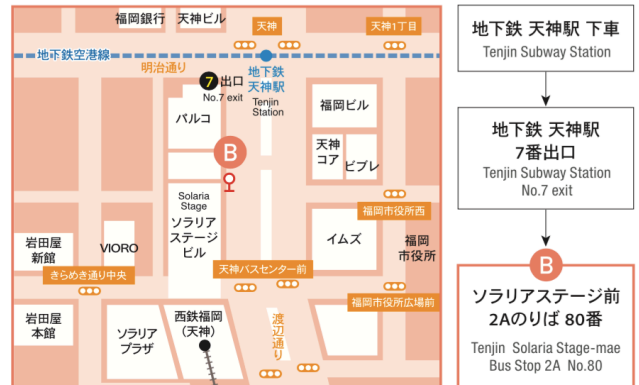 福岡銀行
天神ビル
天神
天神1丁目
地下鉄空港線
明治通り
7
出口
No.7 exit
地下鉄
天神駅
Tenjin
Station
パルコ
福岡ビル
天神
コア
ビブレ
B
Solaria
Stage
ソラリア
ステージ
ビル
福岡市役所西
イムズ
福岡
市役所
岩田屋
新館
VIORO
きらめき通り中央
天神バスセンター前
福岡市役所広場前
岩田屋
本館
ソラリア
プラザ
西鉄福岡
(天神)
渡辺通り
地下鉄 天神駅 下車
Tenjin Subway Station
地下鉄 天神駅
7番出口
Tenjin Subway Station
No.7 exit
B
ソラリアステージ前
2Aのりば 80番
Tenjin Solaria Stage-mae
Bus Stop 2A No.80